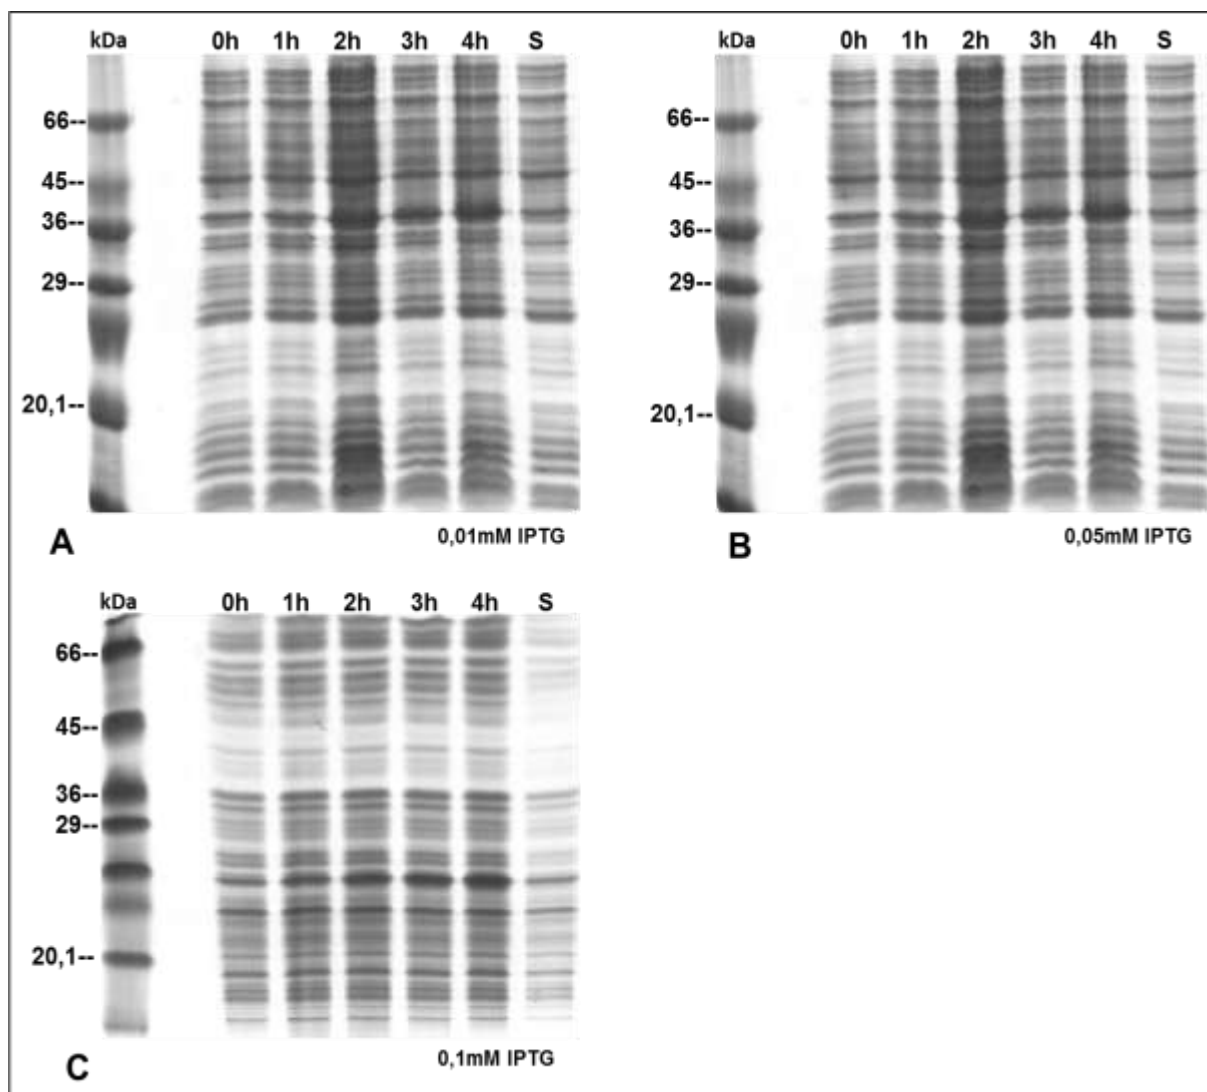 kDa 0h 1h 2h 3h 4h S
66--
45--
36--
29--
20,1--
A 0,01mM IPTG
kDa 0h 1h 2h 3h 4h S
66--
45--
36--
29--
20,1--
B 0,05mM IPTG
kDa 0h 1h 2h 3h 4h S
66--
45--
36--
29--
20,1--
C 0,1mM IPTG